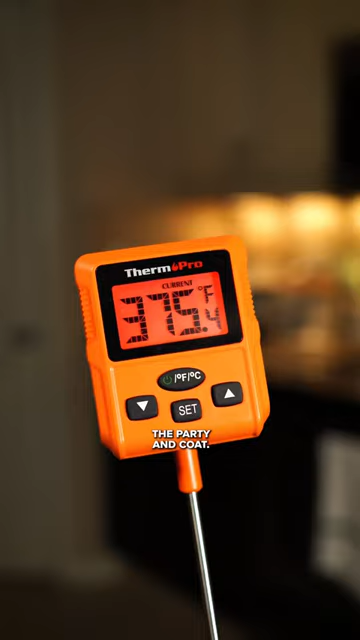 ThermoPro
CURRENT
375.4 °F
/°F/°C
▼ SET ▲
THE PARTY
AND COAT.